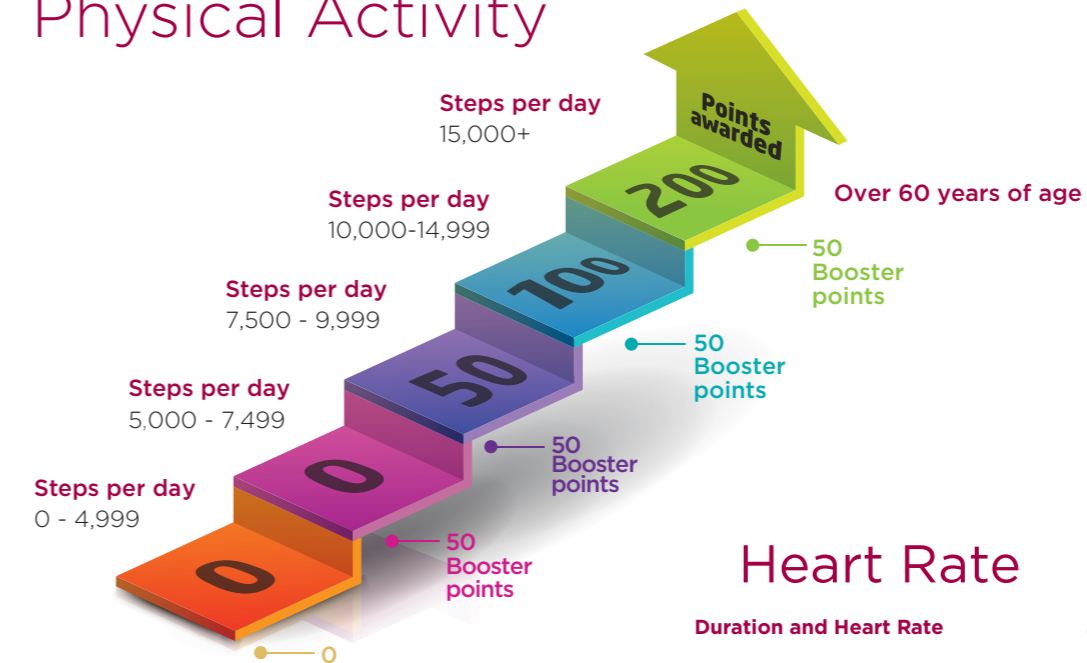 Physical Activity
Steps per day
15,000+
Points
awarded
200
Over 60 years of age
50
Booster
points
Steps per day
10,000-14,999
100
50
Booster
points
Steps per day
7,500 - 9,999
50
50
Booster
points
Steps per day
5,000 - 7,499
0
50
Booster
points
Steps per day
0 - 4,999
0
0
Heart Rate
Duration and Heart Rate